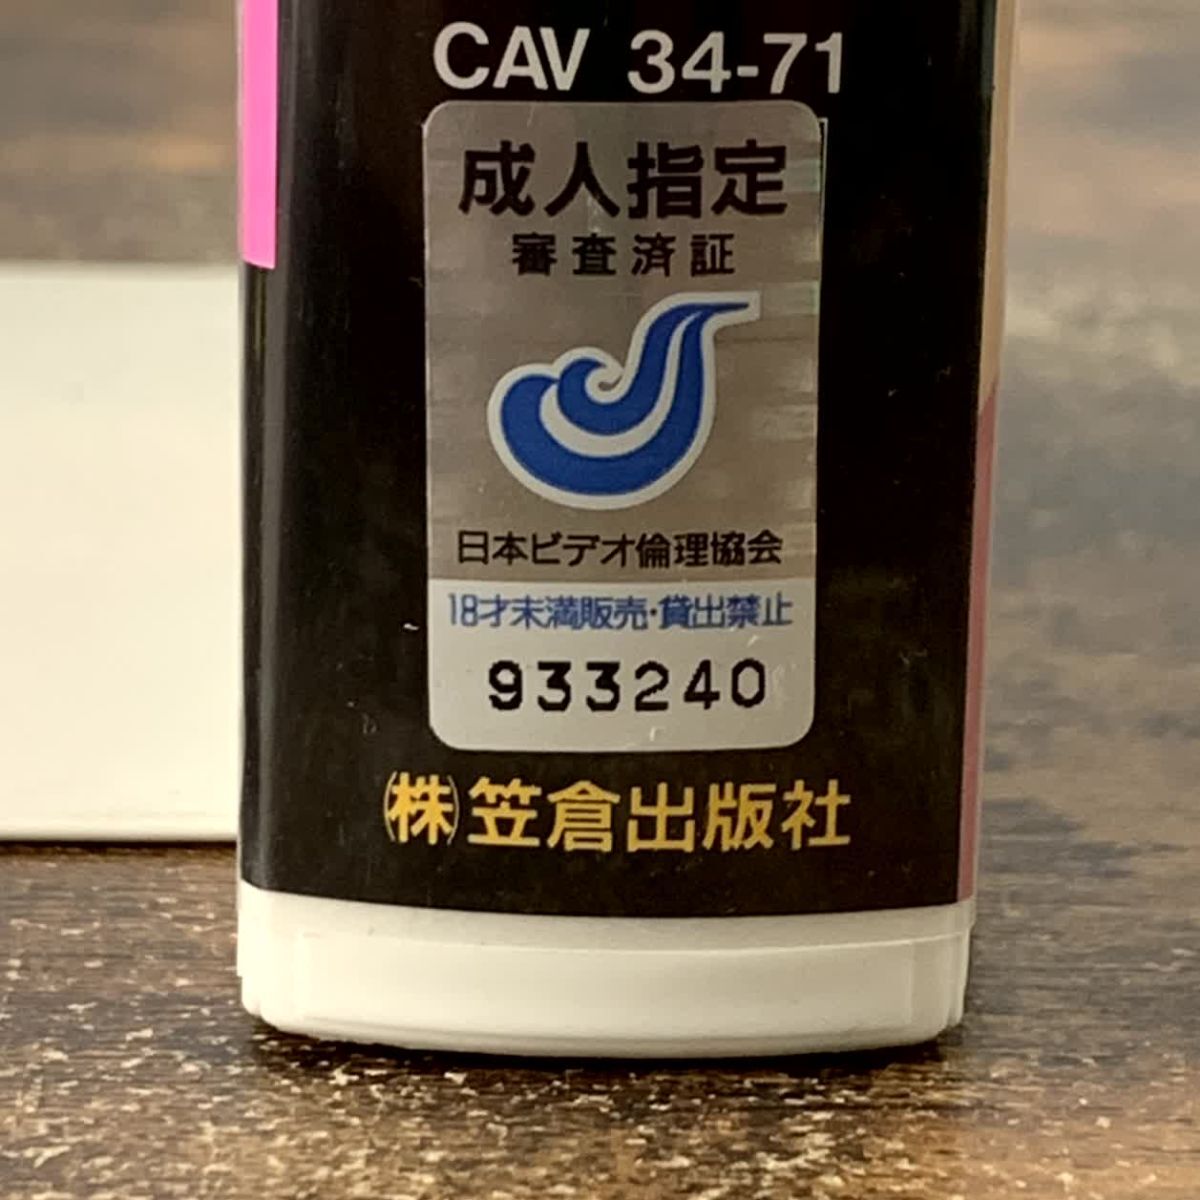 CAV 34-71
成人指定
審査済証
日本ビデオ倫理協会
18才未満販売·貸出禁止
933240
㈱笠倉出版社